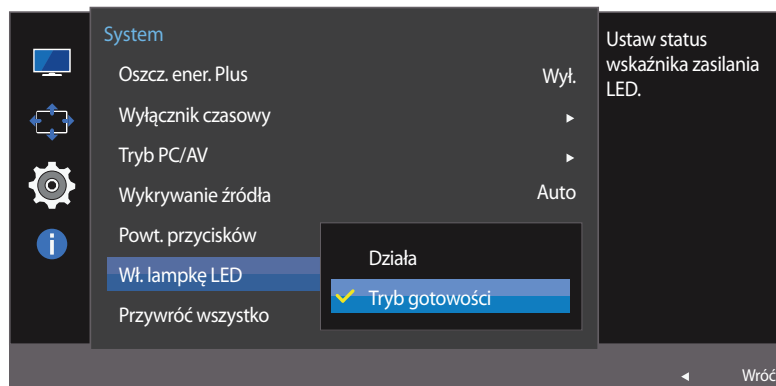 System
Oszcz. ener. Plus Wył.
Wyłącznik czasowy
Tryb PC/AV
Wykrywanie źródła Auto
Powt. przycisków
Wł. lampkę LED
Przywróć wszystko
Działa
Tryb gotowości
Ustaw status
wskaźnika zasilania
LED.
Wróć